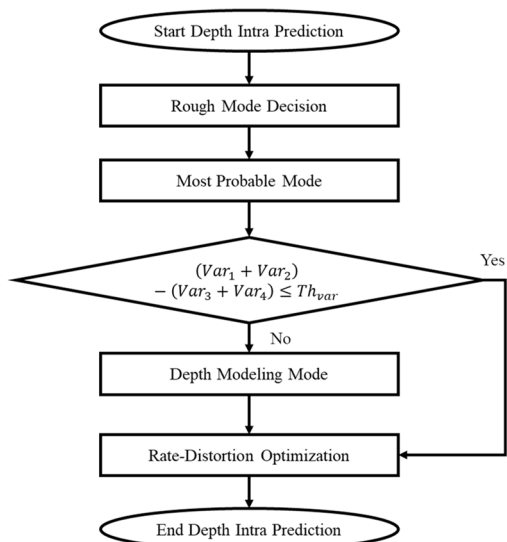 Start Depth Intra Prediction
Rough Mode Decision
Most Probable Mode
(Var₁ + Var₂)
− (Var₃ + Var₄) ≤ Thᵥₐᵣ
Yes
No
Depth Modeling Mode
Rate-Distortion Optimization
End Depth Intra Prediction